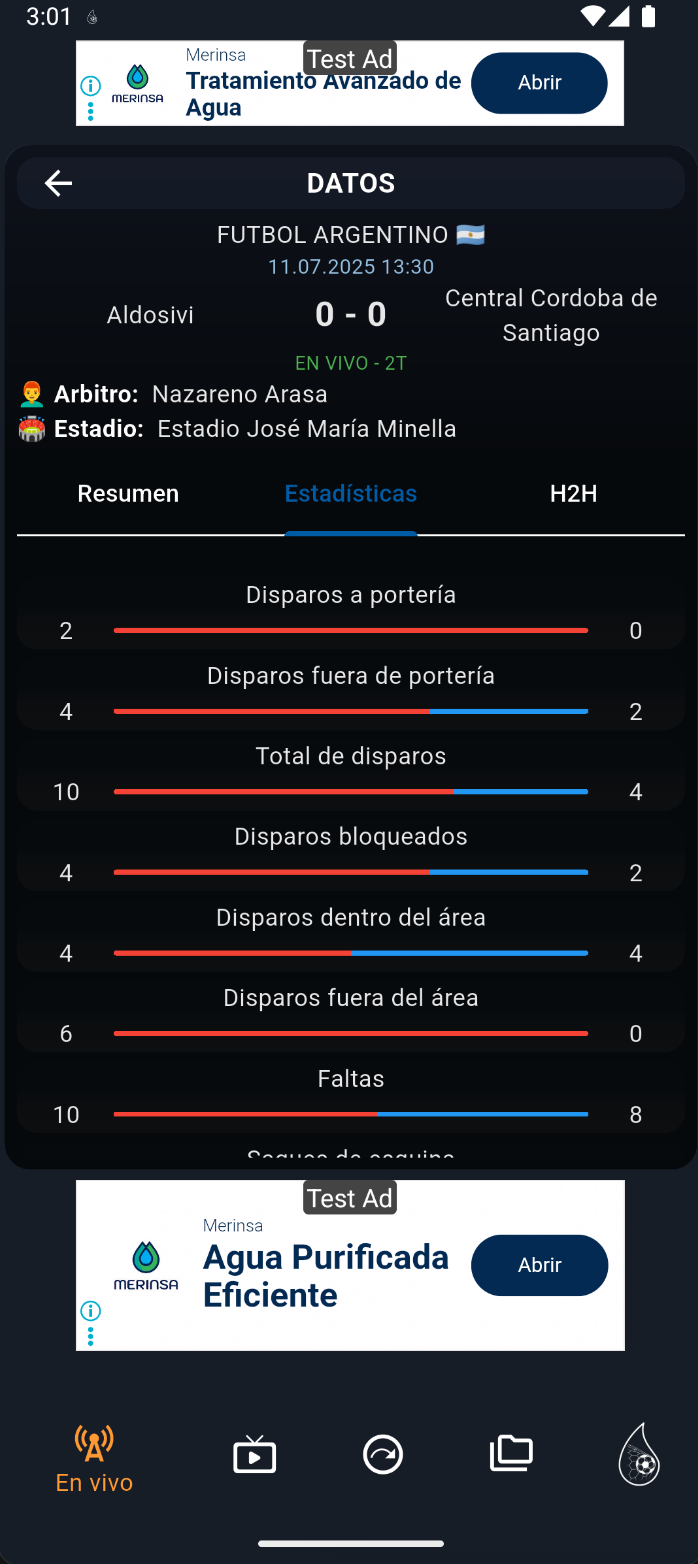 3:01
Merinsa
Test Ad
Tratamiento Avanzado de
Agua
MERINSA
Abrir
DATOS
FUTBOL ARGENTINO
11.07.2025 13:30
Aldosivi
0 - 0
Central Cordoba de
Santiago
EN VIVO - 2T
Arbitro: Nazareno Arasa
Estadio: Estadio José María Minella
Resumen
Estadísticas
H2H
Disparos a portería
2
0
Disparos fuera de portería
4
2
Total de disparos
10
4
Disparos bloqueados
4
2
Disparos dentro del área
4
4
Disparos fuera del área
6
0
Faltas
10
8
Saques de esquina
Test Ad
Merinsa
Agua Purificada
Eficiente
MERINSA
Abrir
En vivo